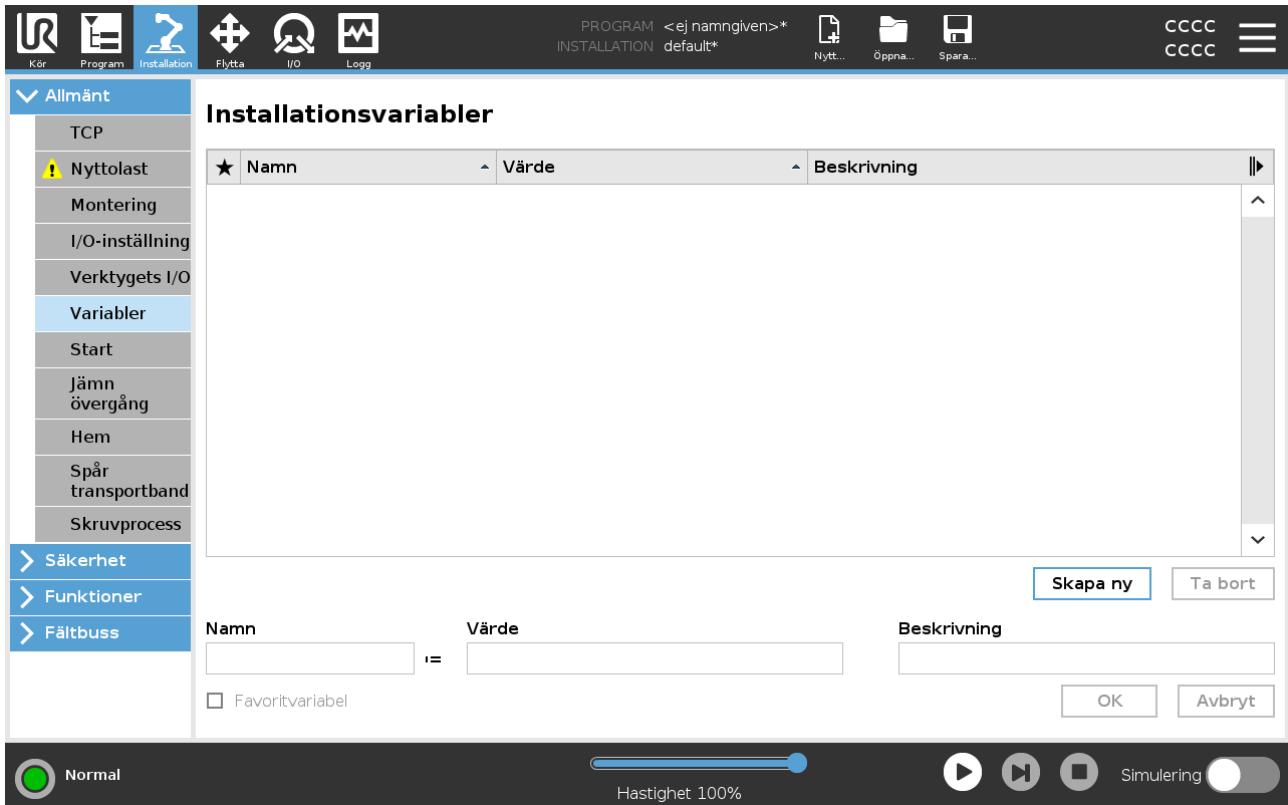 UR
Kör
Program
Installation
Flytta
I/O
Logg
PROGRAM <ej namngiven>*
INSTALLATION default*
Nytt...
Öppna...
Spara...
CCCC
CCCC
Allmänt
TCP
Nyttolast
Montering
I/O-inställning
Verktygets I/O
Variabler
Start
Jämn
övergång
Hem
Spår
transportband
Skruvprocess
Säkerhet
Funktioner
Fältbuss
Installationsvariabler
Namn Värde Beskrivning
Skapa ny Ta bort
Namn Värde Beskrivning
:=
Favoritvariabel
OK Avbryt
Normal
Hastighet 100%
Simulering